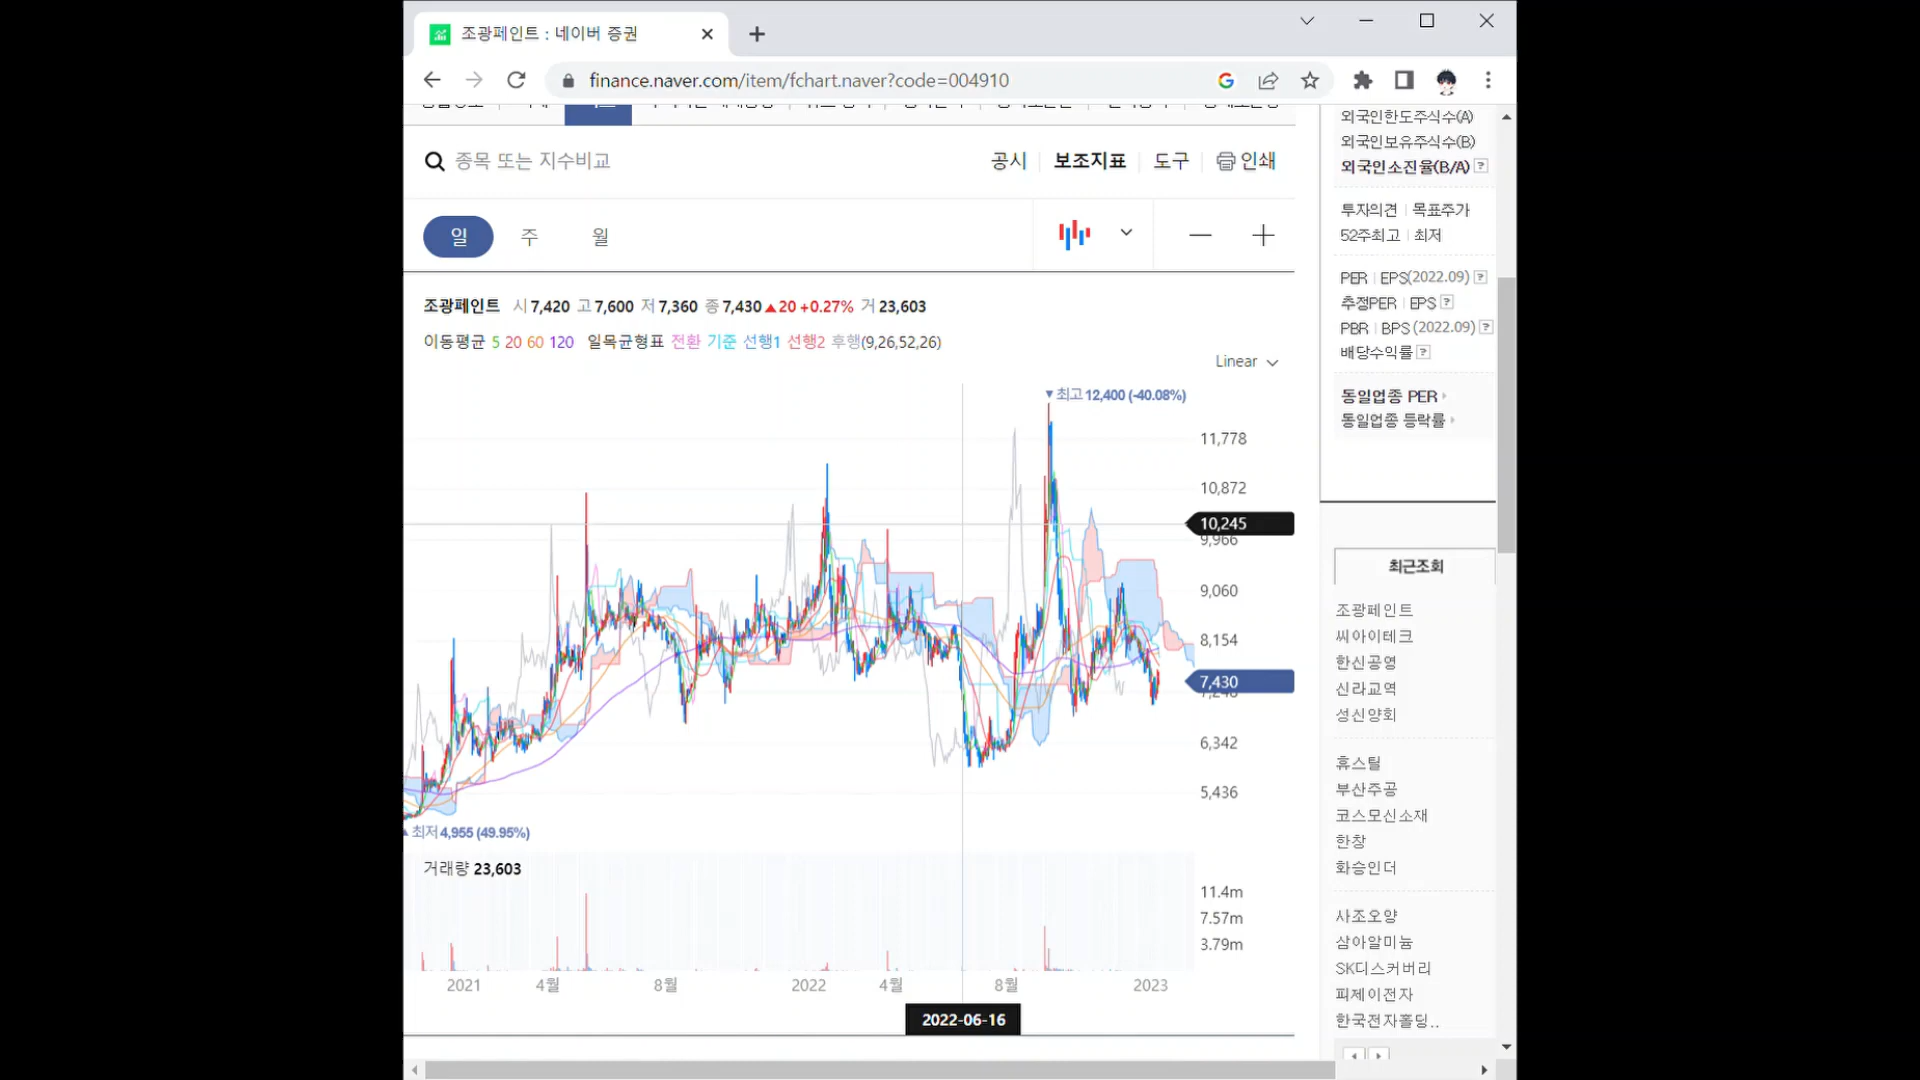 조광페인트 : 네이버 증권
finance.naver.com/item/fchart.naver?code=004910
종목 또는 지수비교
공시
보조지표
도구
인쇄
일
주
월
조광페인트 시 7,420 고 7,600 저 7,360 종 7,430 ▲20 +0.27% 거 23,603
이동평균 5 20 60 120 일목균형표 전환 기준 선행1 선행2 후행(9,26,52,26)
Linear
▼최고 12,400 (-40.08%)
11,778
10,872
10,245
9,966
9,060
8,154
7,430
6,342
5,436
▲최저 4,955 (49.95%)
거래량 23,603
11.4m
7.57m
3.79m
2021
4월
8월
2022
4월
8월
2023
2022-06-16
외국인한도주식수(A)
외국인보유주식수(B)
외국인소진율(B/A) ?
투자의견 | 목표주가
52주최고 | 최저
PER | EPS(2022.09) ?
추정PER | EPS ?
PBR | BPS (2022.09) ?
배당수익률 ?
동일업종 PER
동일업종 등락률
최근조회
조광페인트
씨아이테크
한신공영
신라교역
성신양회
휴스틸
부산주공
코스모신소재
한창
화승인더
사조오양
삼아알미늄
SK디스커버리
피제이전자
한국전자홀딩..